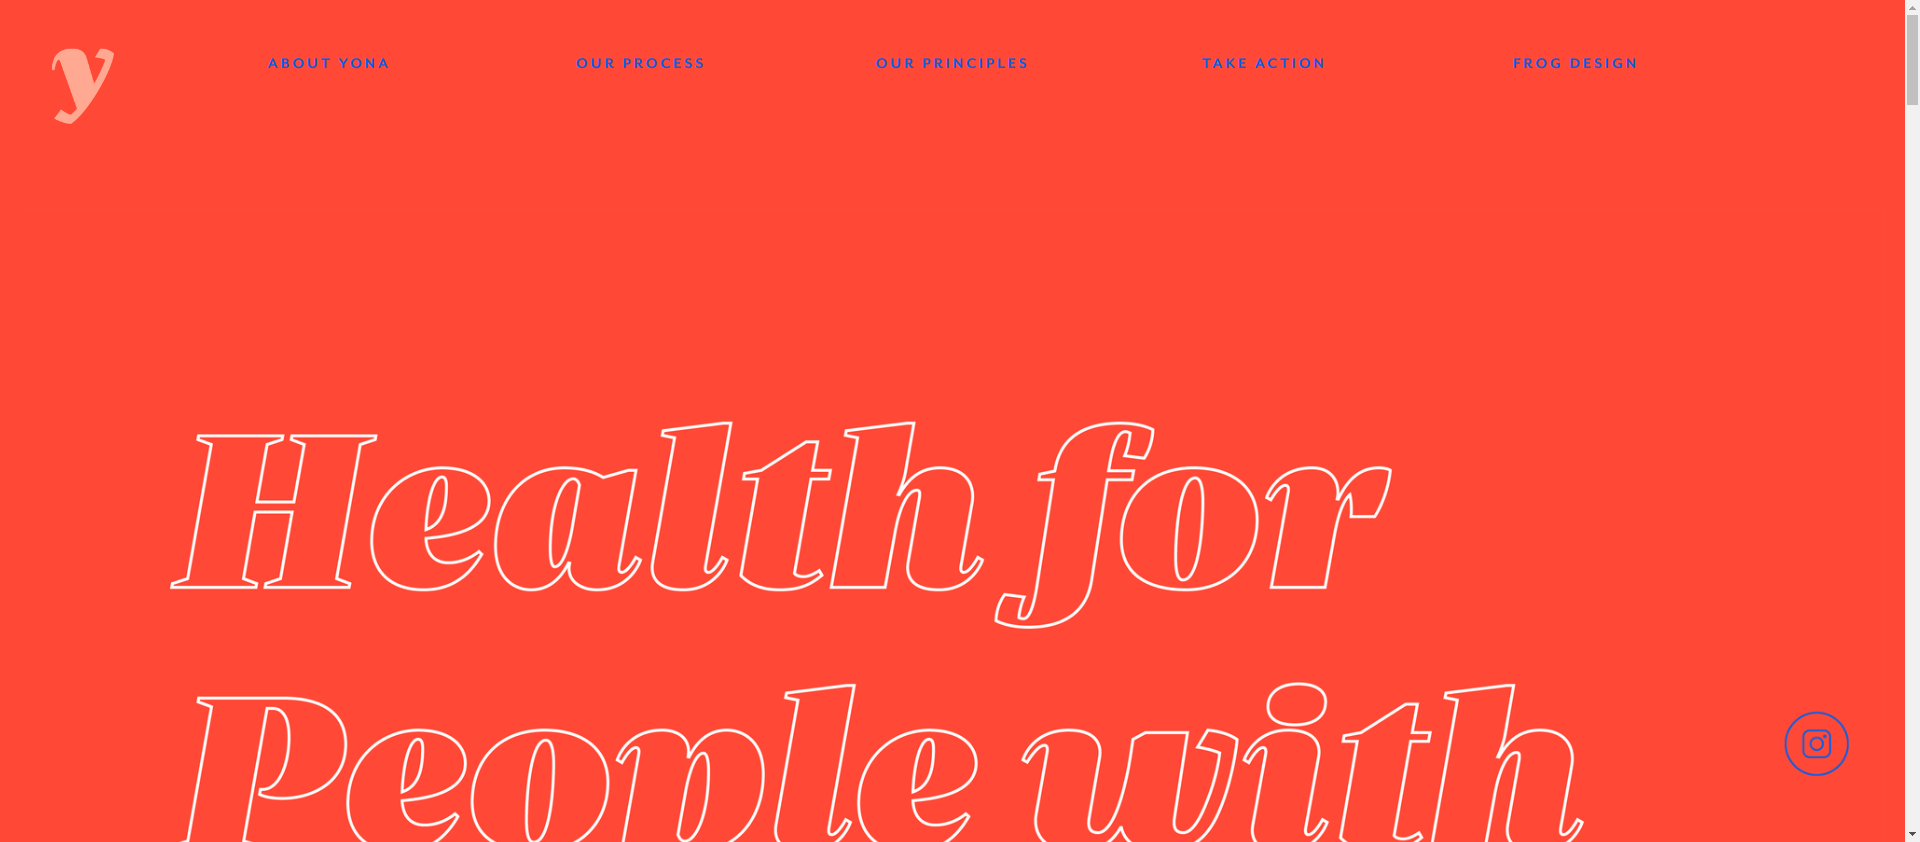 y
ABOUT YONA
OUR PROCESS
OUR PRINCIPLES
TAKE ACTION
FROG DESIGN
Health for
People with